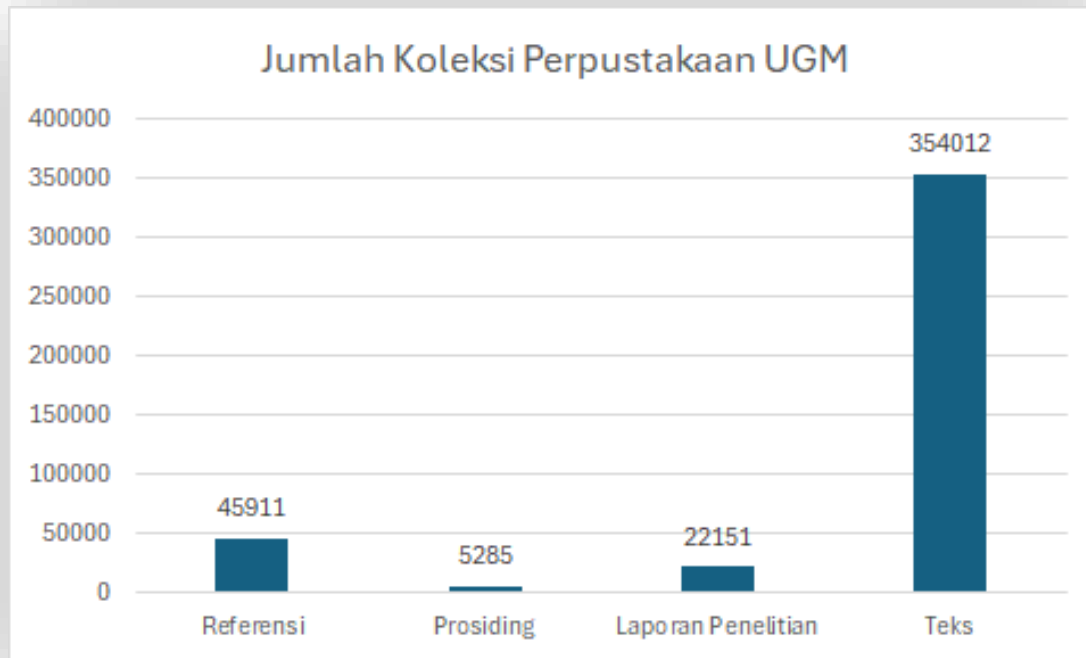 Jumlah Koleksi Perpustakaan UGM
400000
350000
300000
250000
200000
150000
100000
50000
0
45911
5285
22151
354012
Referensi
Prosiding
Laporan Penelitian
Teks